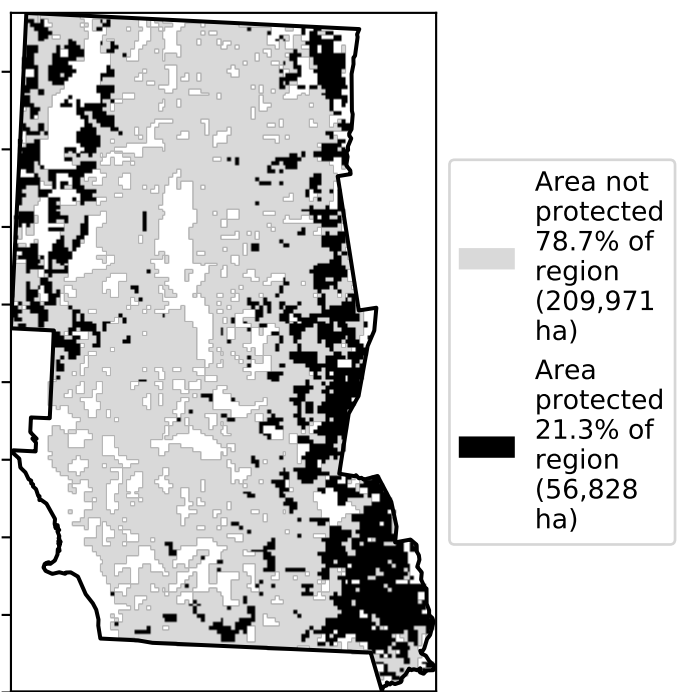 Area not
protected
78.7% of
region
(209,971
ha)
Area
protected
21.3% of
region
(56,828
ha)